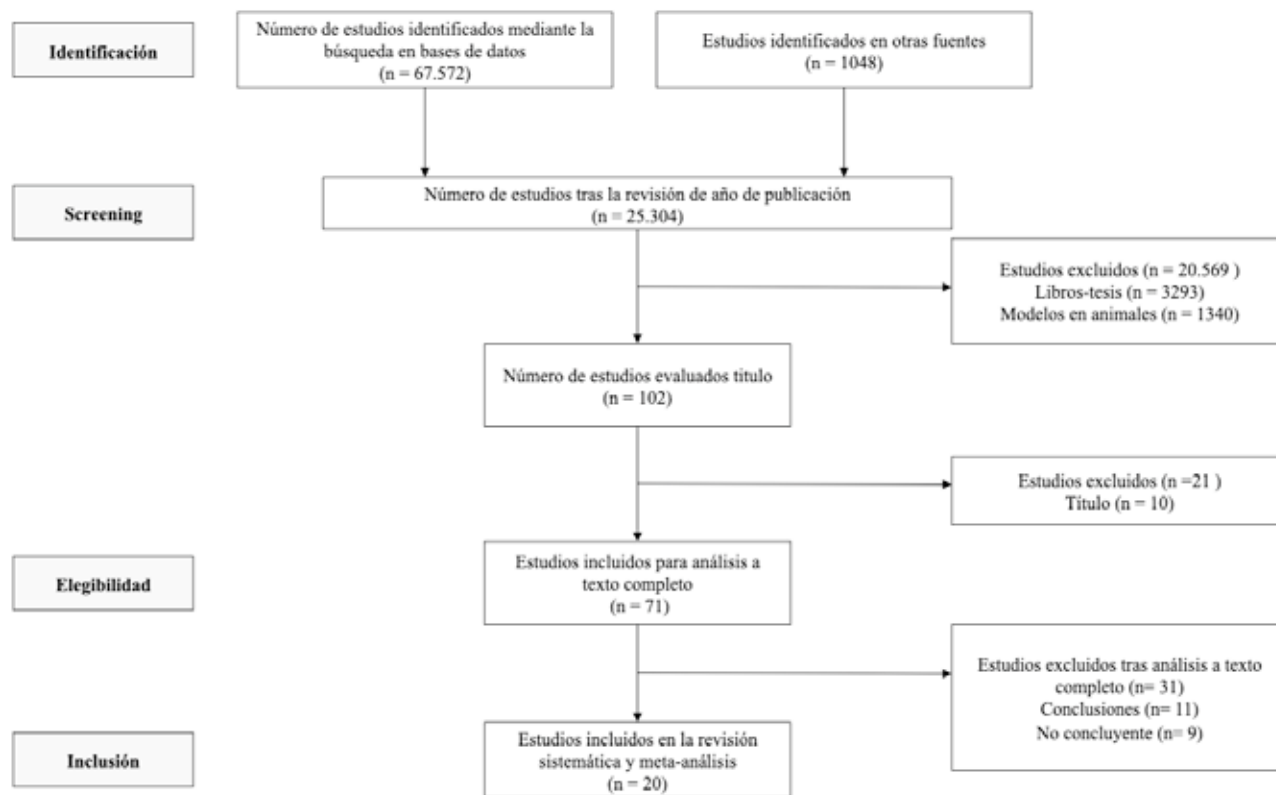 Identificación
Número de estudios identificados mediante la
búsqueda en bases de datos
(n = 67.572)
Estudios identificados en otras fuentes
(n = 1048)
Screening
Número de estudios tras la revisión de año de publicación
(n = 25.304)
Estudios excluidos (n = 20.569 )
Libros-tesis (n = 3293)
Modelos en animales (n = 1340)
Número de estudios evaluados titulo
(n = 102)
Estudios excluidos (n =21 )
Título (n = 10)
Elegibilidad
Estudios incluidos para análisis a
texto completo
(n = 71)
Estudios excluidos tras análisis a texto
completo (n= 31)
Conclusiones (n= 11)
No concluyente (n= 9)
Inclusión
Estudios incluidos en la revisión
sistemática y meta-análisis
(n = 20)